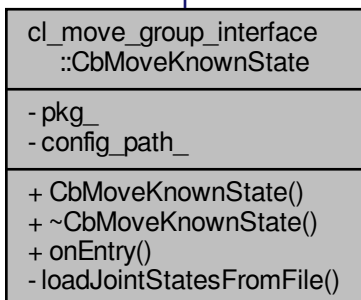 cl_move_group_interface
::CbMoveKnownState
- pkg_
- config_path_
+ CbMoveKnownState()
+ ~CbMoveKnownState()
+ onEntry()
- loadJointStatesFromFile()